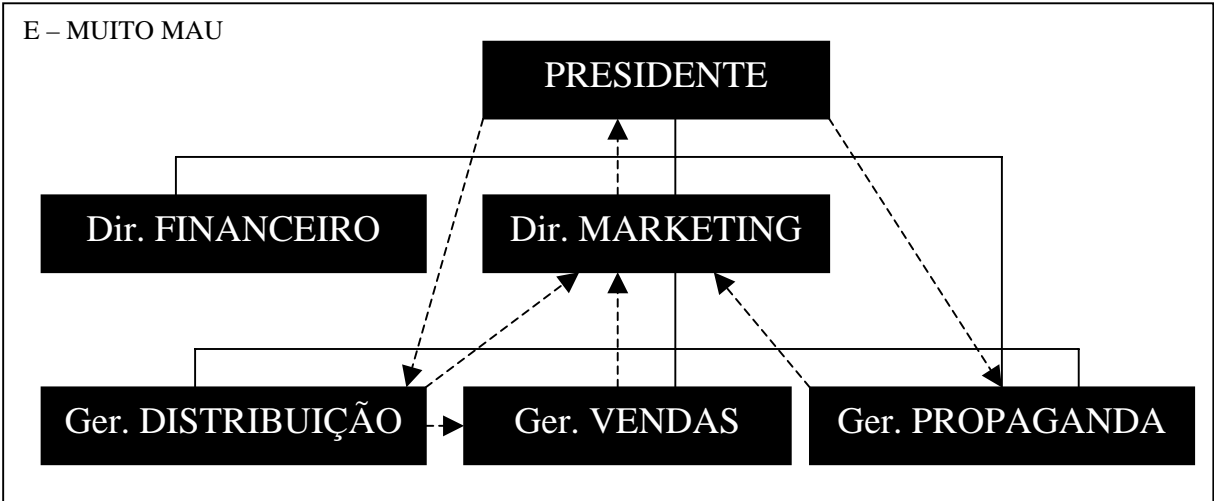 E – MUITO MAU
PRESIDENTE
Dir. FINANCEIRO
Dir. MARKETING
Ger. DISTRIBUIÇÃO
Ger. VENDAS
Ger. PROPAGANDA